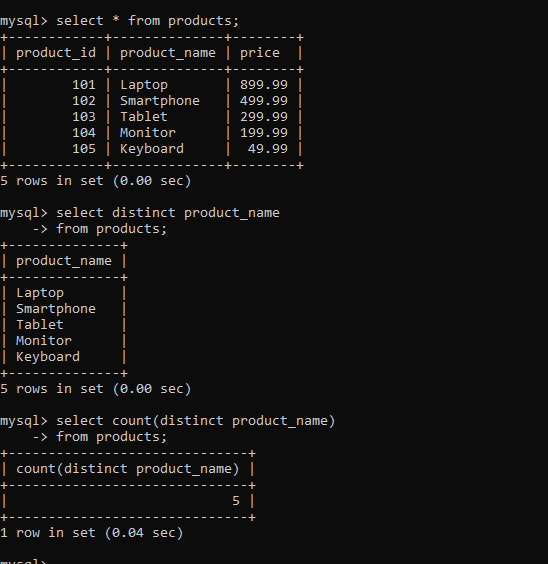 mysql> select * from products;
+------------+--------------+--------+
| product_id | product_name | price  |
+------------+--------------+--------+
|        101 | Laptop       | 899.99 |
|        102 | Smartphone   | 499.99 |
|        103 | Tablet       | 299.99 |
|        104 | Monitor      | 199.99 |
|        105 | Keyboard     |  49.99 |
+------------+--------------+--------+
5 rows in set (0.00 sec)
mysql> select distinct product_name
    -> from products;
+--------------+
| product_name |
+--------------+
| Laptop       |
| Smartphone   |
| Tablet       |
| Monitor      |
| Keyboard     |
+--------------+
5 rows in set (0.00 sec)
mysql> select count(distinct product_name)
    -> from products;
+------------------------------+
| count(distinct product_name) |
+------------------------------+
|                            5 |
+------------------------------+
1 row in set (0.04 sec)
mysql>